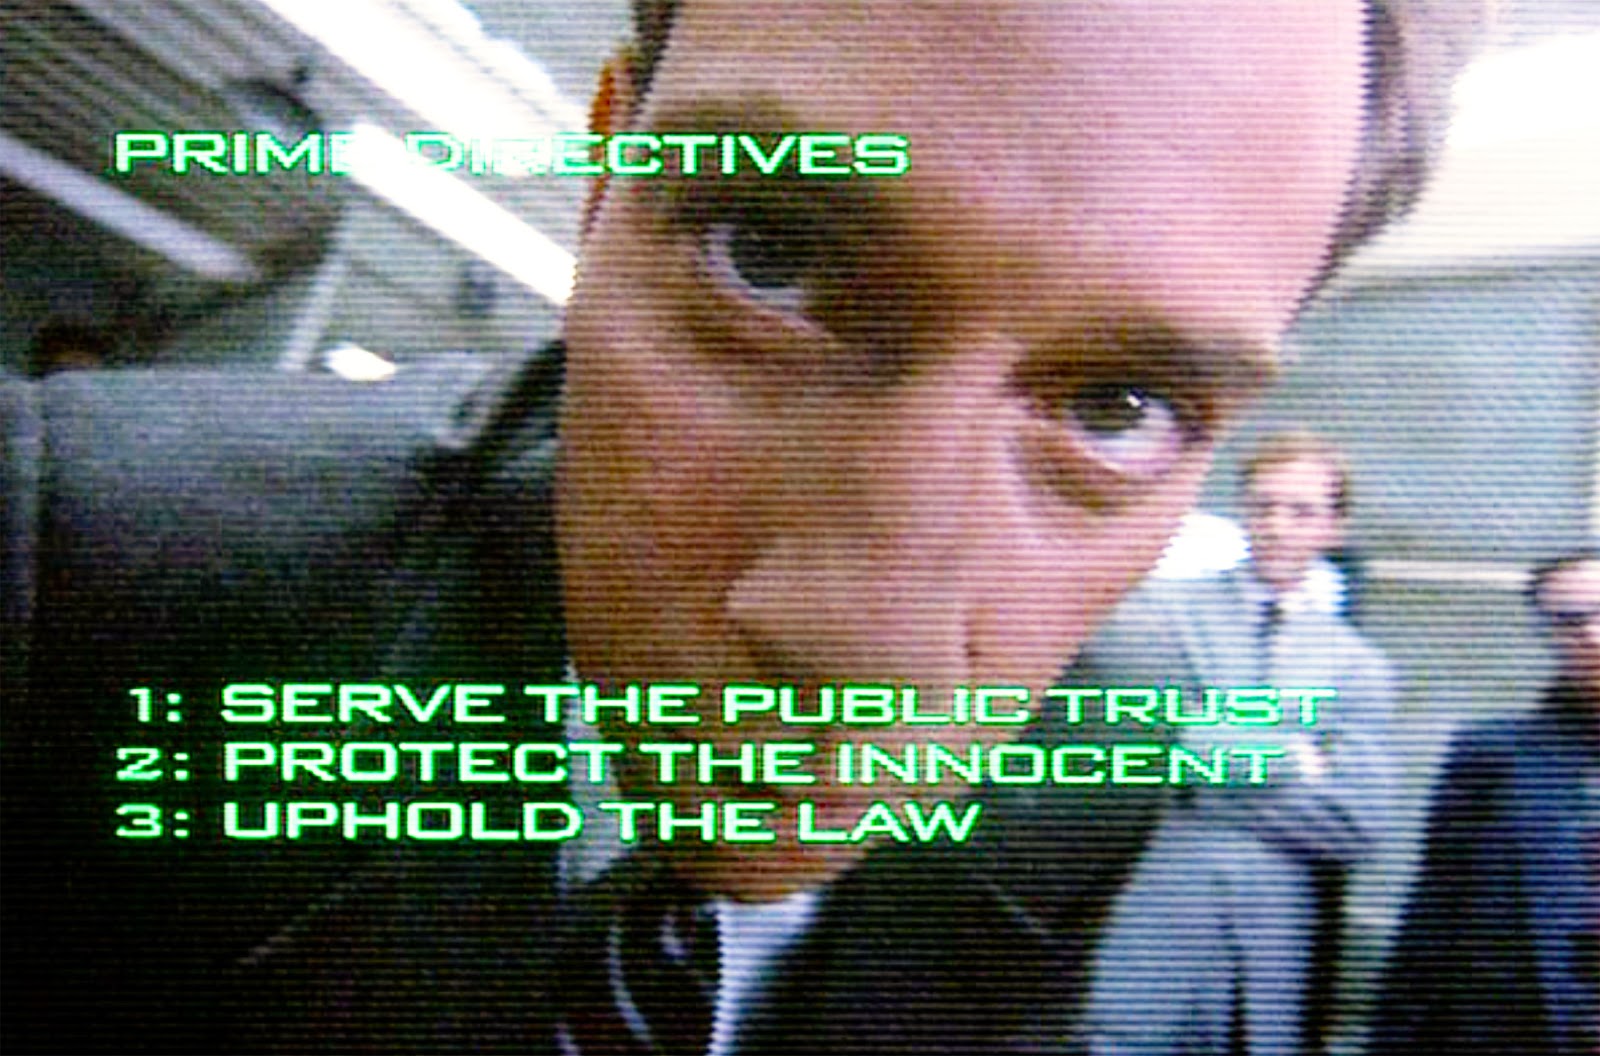 PRIME DIRECTIVES
1: SERVE THE PUBLIC TRUST
2: PROTECT THE INNOCENT
3: UPHOLD THE LAW